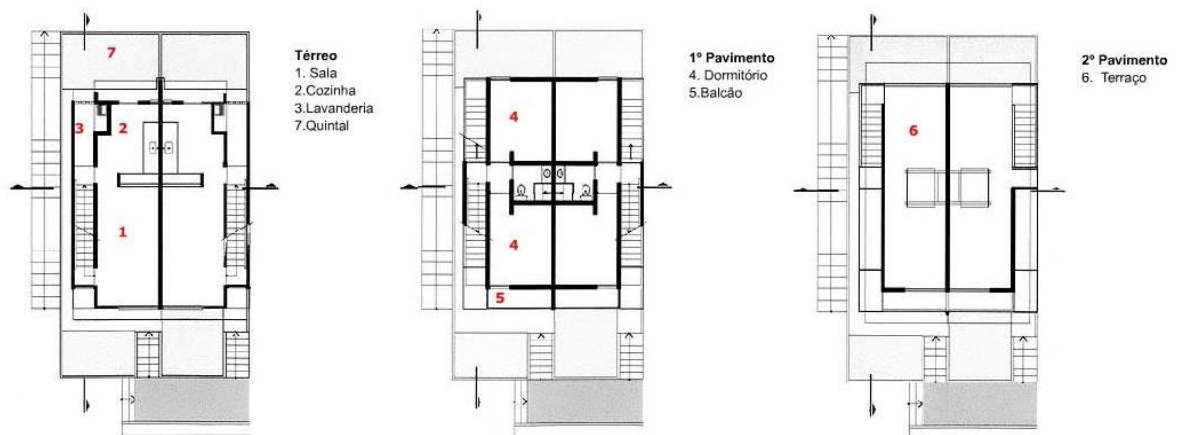 7
2
3
1
Térreo
1. Sala
2.Cozinha
3.Lavanderia
7.Quintal
4
4
5
1º Pavimento
4. Dormitório
5.Balcão
6
2º Pavimento
6. Terraço